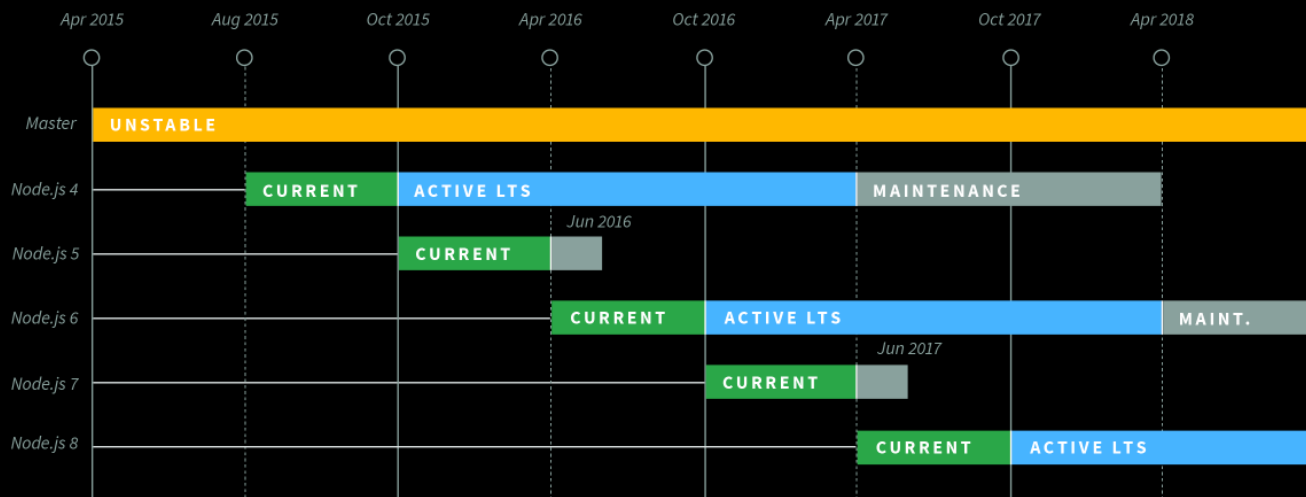 Apr 2015 Aug 2015 Oct 2015 Apr 2016 Oct 2016 Apr 2017 Oct 2017 Apr 2018
Master UNSTABLE
Node.js 4 CURRENT ACTIVE LTS MAINTENANCE
Jun 2016
Node.js 5 CURRENT
Node.js 6 CURRENT ACTIVE LTS MAINT.
Jun 2017
Node.js 7 CURRENT
Node.js 8 CURRENT ACTIVE LTS